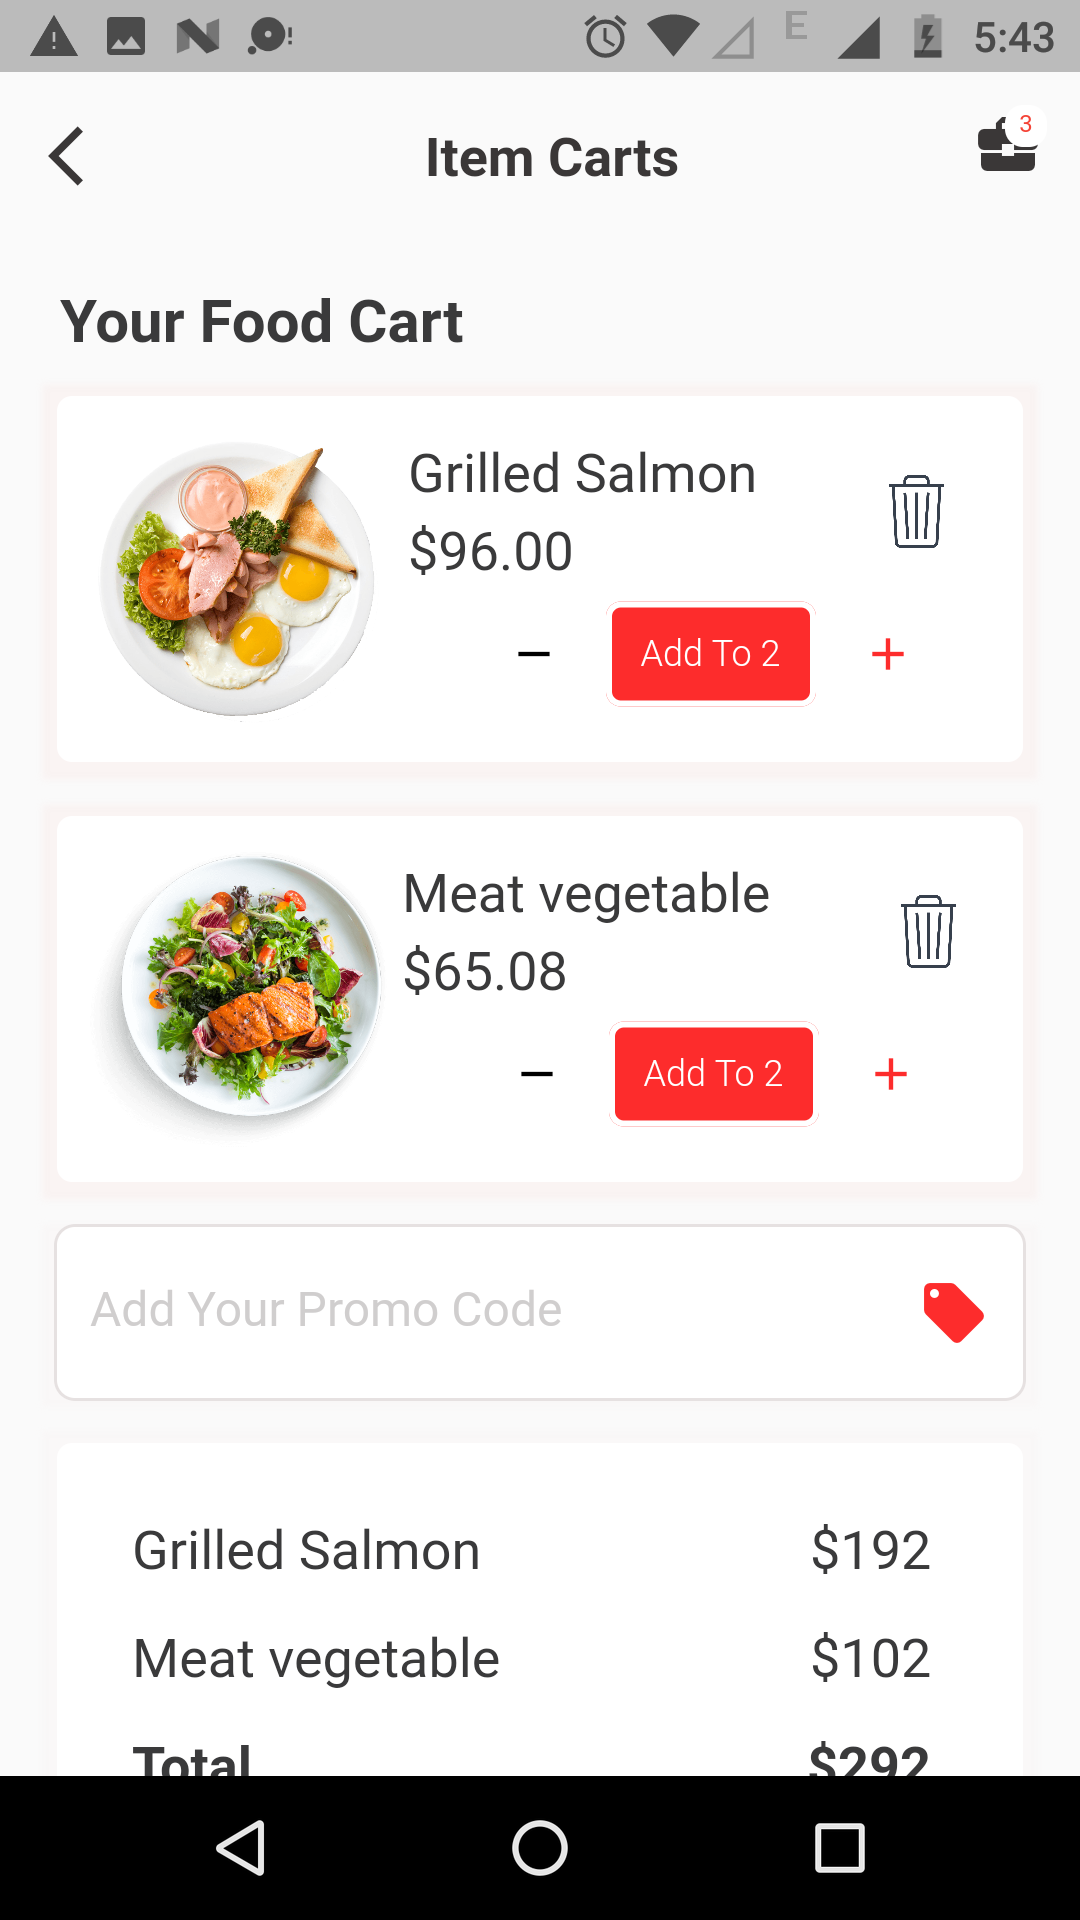 E 5:43
Item Carts
3
Your Food Cart
Grilled Salmon
$96.00
Add To 2
Meat vegetable
$65.08
Add To 2
Add Your Promo Code
Grilled Salmon $192
Meat vegetable $102
Total $292